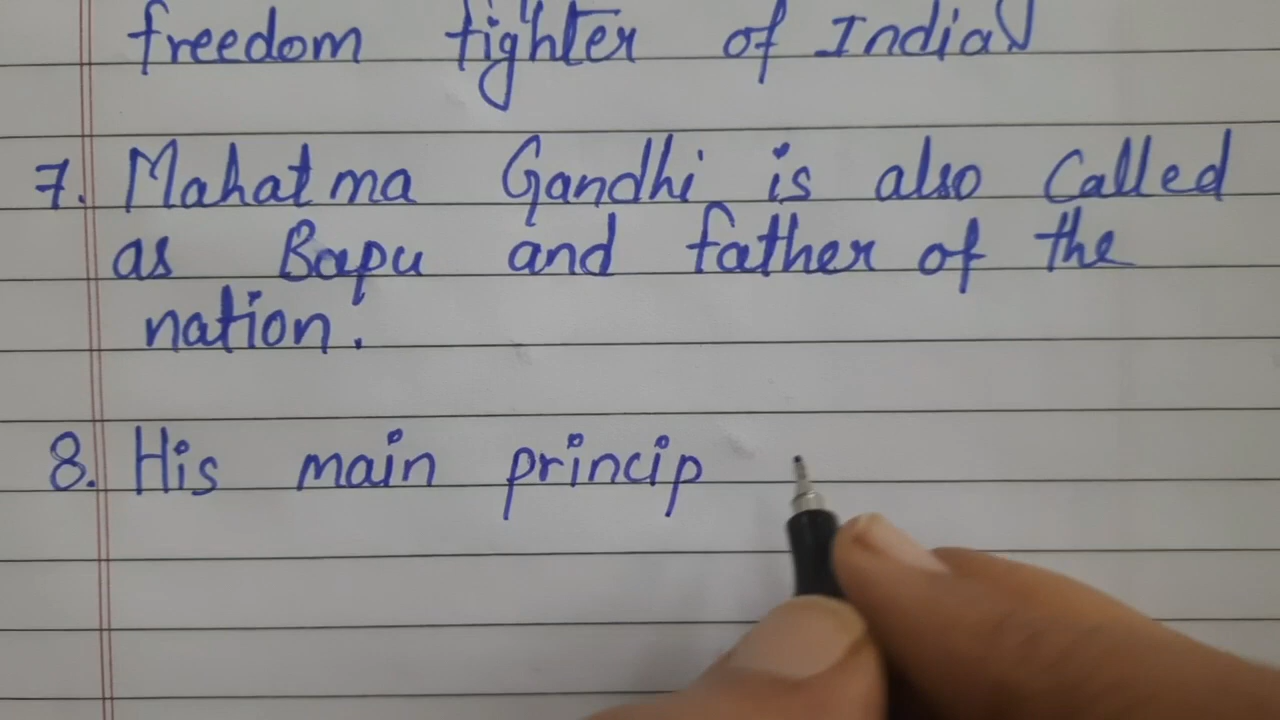 freedom fighter of India
7. Mahatma Gandhi is also Called
as Bapu and father of the
nation.
8. His main princip